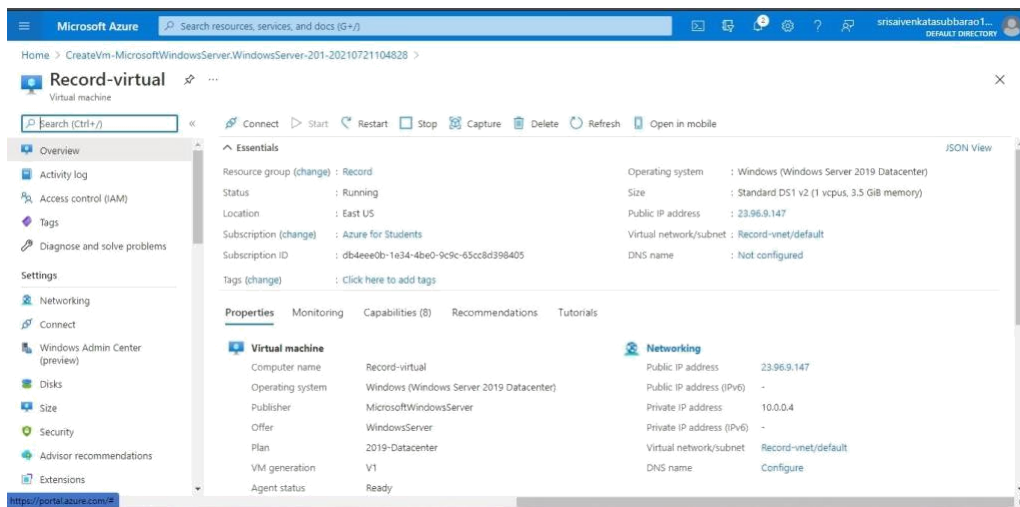 Microsoft Azure Search resources, services, and docs (G+/) 2 srisaivenkatasubbarao1... DEFAULT DIRECTORY
Home > CreateVm-MicrosoftWindowsServer.WindowsServer-201-20210721104828 >
Record-virtual ...
Virtual machine
Search (Ctrl+/) « Connect Start Restart Stop Capture Delete Refresh Open in mobile
Overview
Activity log
Access control (IAM)
Tags
Diagnose and solve problems
Settings
Networking
Connect
Windows Admin Center (preview)
Disks
Size
Security
Advisor recommendations
Extensions
https://portal.azure.com/#
Essentials JSON View
Resource group (change) : Record
Status : Running
Location : East US
Subscription (change) : Azure for Students
Subscription ID : db4eee0b-1e34-4be0-9c9c-65cc8d398405
Tags (change) : Click here to add tags
Operating system : Windows (Windows Server 2019 Datacenter)
Size : Standard DS1 v2 (1 vcpus, 3.5 GiB memory)
Public IP address : 23.96.9.147
Virtual network/subnet : Record-vnet/default
DNS name : Not configured
Properties Monitoring Capabilities (8) Recommendations Tutorials
Virtual machine
Computer name Record-virtual
Operating system Windows (Windows Server 2019 Datacenter)
Publisher MicrosoftWindowsServer
Offer WindowsServer
Plan 2019-Datacenter
VM generation V1
Agent status Ready
Networking
Public IP address 23.96.9.147
Public IP address (IPv6) -
Private IP address 10.0.0.4
Private IP address (IPv6) -
Virtual network/subnet Record-vnet/default
DNS name Configure